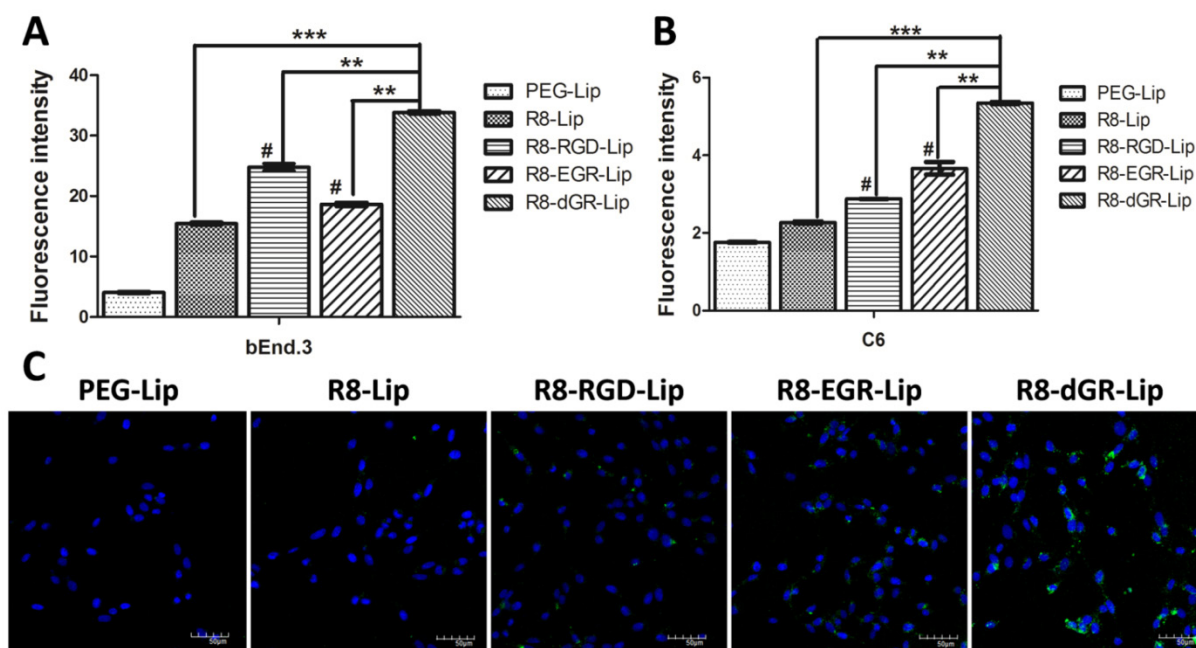 A
***
**
**
Fluorescence intensity
40
30
20
10
0
#
#
bEnd.3
PEG-Lip
R8-Lip
R8-RGD-Lip
R8-EGR-Lip
R8-dGR-Lip
B
***
**
**
Fluorescence intensity
6
4
2
0
#
#
C6
PEG-Lip
R8-Lip
R8-RGD-Lip
R8-EGR-Lip
R8-dGR-Lip
C
PEG-Lip R8-Lip R8-RGD-Lip R8-EGR-Lip R8-dGR-Lip
50μm 50μm 50μm 50μm 50μm